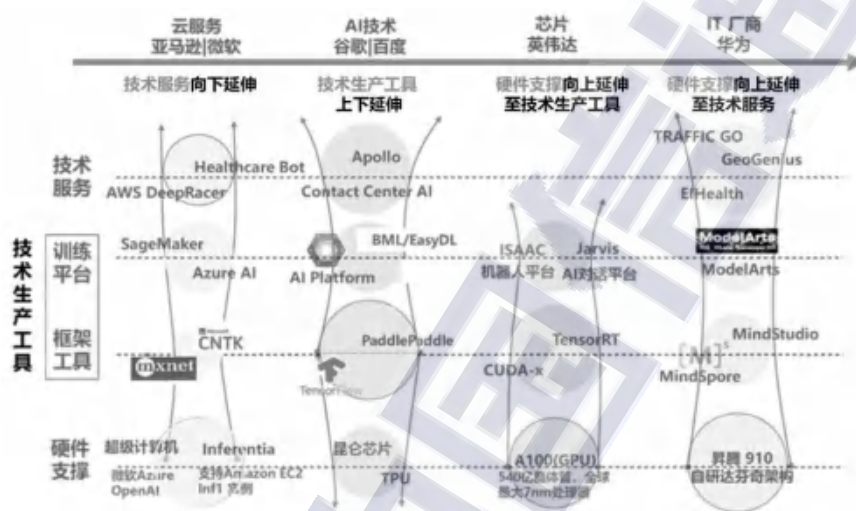 云服务
亚马逊|微软
AI技术
谷歌|百度
芯片
英伟达
IT 厂商
华为
技术服务向下延伸
技术生产工具
上下延伸
硬件支撑向上延伸
至技术生产工具
硬件支撑向上延伸
至技术服务
技术
服务
Healthcare Bot
AWS DeepRacer
Apollo
Contact Center AI
TRAFFIC GO
GeoGenius
EIHealth
技术生产工具
训练
平台
SageMaker
Azure AI
BML/EasyDL
AI Platform
ISAAC
机器人平台
Jarvis
AI对话平台
ModelArts
ModelArts
框架
工具
CNTK
mxnet
PaddlePaddle
TensorFlow
TensorRT
CUDA-x
MindStudio
[M]s
MindSpore
硬件
支撑
超级计算机
微软Azure
OpenAI
Inferentia
支持Amazon EC2
Inf1 实例
昆仑芯片
TPU
A100(GPU)
540亿晶体管、全球
最大7nm处理器
昇腾 910
自研达芬奇架构